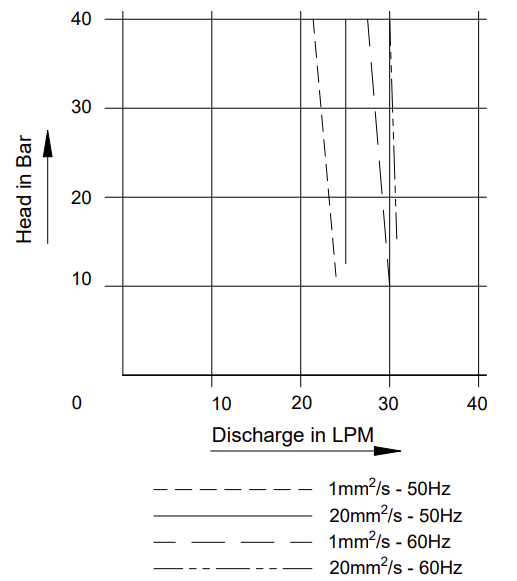 40
30
20
10
Head in Bar
0 10 20 30 40
Discharge in LPM
1mm²/s - 50Hz
20mm²/s - 50Hz
1mm²/s - 60Hz
20mm²/s - 60Hz